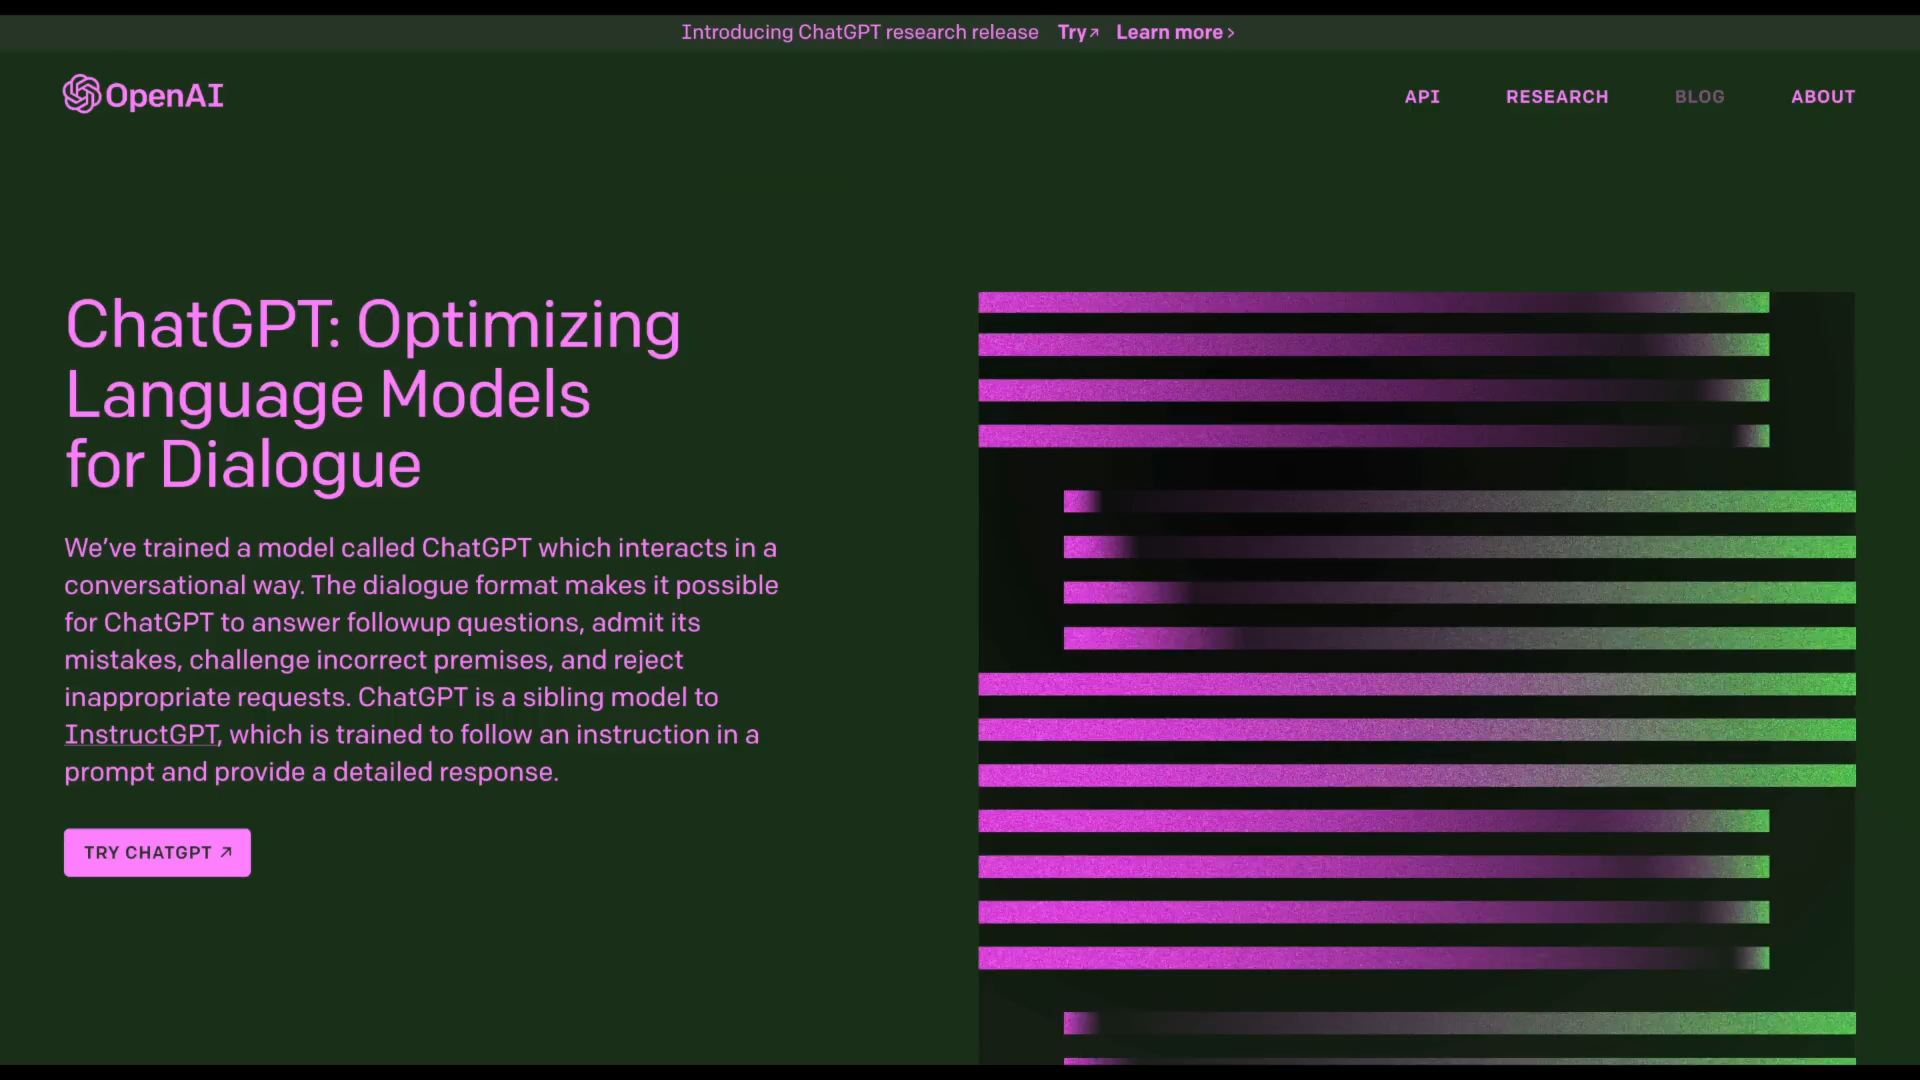 Introducing ChatGPT research release Try↗ Learn more ›
OpenAI
API RESEARCH BLOG ABOUT
ChatGPT: Optimizing
Language Models
for Dialogue
We’ve trained a model called ChatGPT which interacts in a
conversational way. The dialogue format makes it possible
for ChatGPT to answer followup questions, admit its
mistakes, challenge incorrect premises, and reject
inappropriate requests. ChatGPT is a sibling model to
InstructGPT, which is trained to follow an instruction in a
prompt and provide a detailed response.
TRY CHATGPT ↗